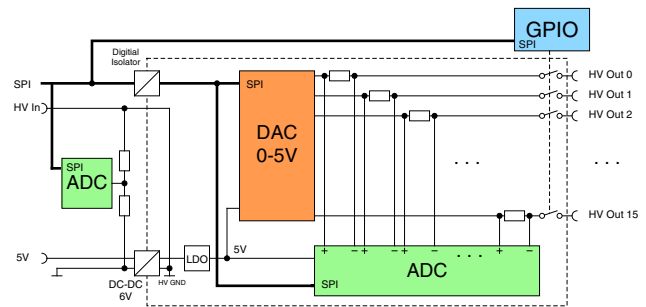 GPIO
SPI
Digitial
Isolator
SPI
SPI
HV Out 0
HV In
HV Out 1
DAC
0-5V
HV Out 2
SPI
ADC
. . .
. . .
HV Out 15
5V
LDO
5V
+ − + − + − . . . + −
ADC
SPI
DC-DC
6V
HV GND